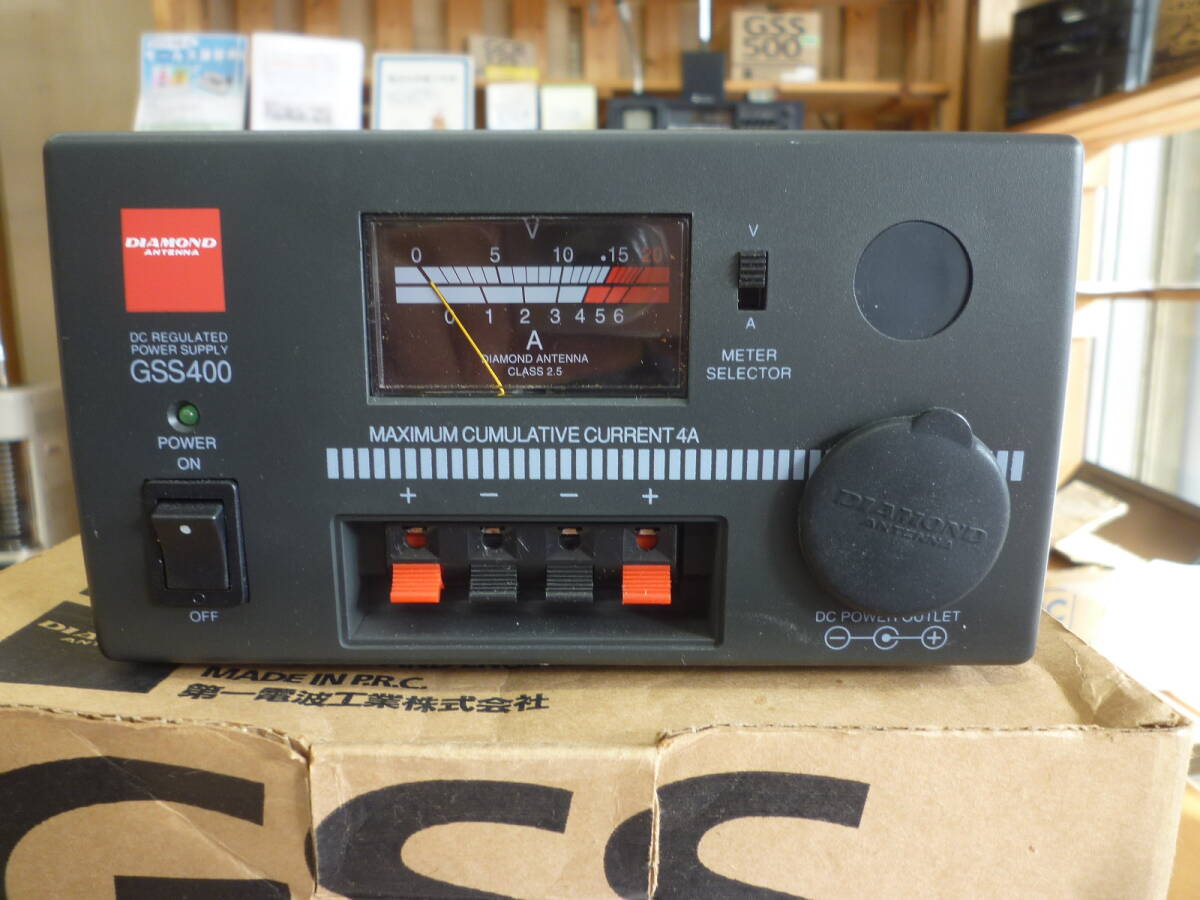 GSS
500
DIAMOND
ANTENNA
DC REGULATED
POWER SUPPLY
GSS400
POWER
ON
OFF
V
0 5 10 .15 20
0 1 2 3 4 5 6
A
DIAMOND ANTENNA
CLASS 2.5
V
A
METER
SELECTOR
MAXIMUM CUMULATIVE CURRENT 4A
+ − − +
DIAMOND
ANTENNA
DC POWER OUTLET
− +
MADE IN P.R.C.
第一電波工業株式会社
GSS